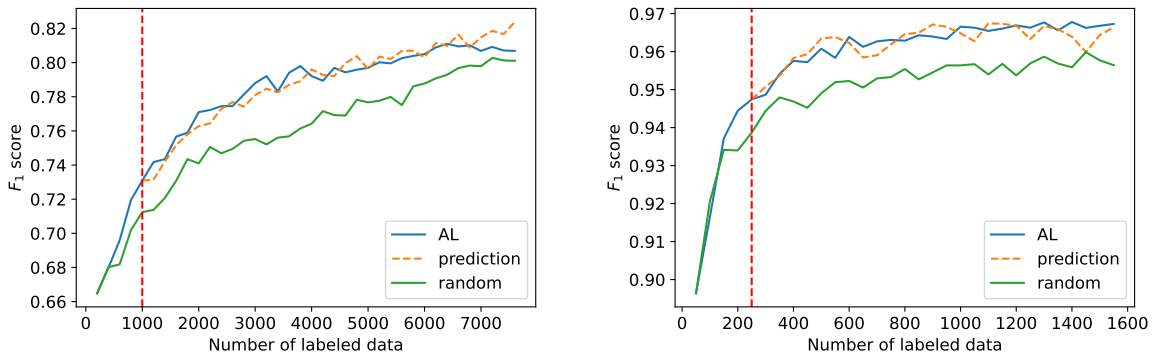 0.82
0.80
0.78
0.76
0.74
0.72
0.70
0.68
0.66
F1 score
0 1000 2000 3000 4000 5000 6000 7000
Number of labeled data
AL
prediction
random
0.97
0.96
0.95
0.94
0.93
0.92
0.91
0.90
F1 score
0 200 400 600 800 1000 1200 1400 1600
Number of labeled data
AL
prediction
random